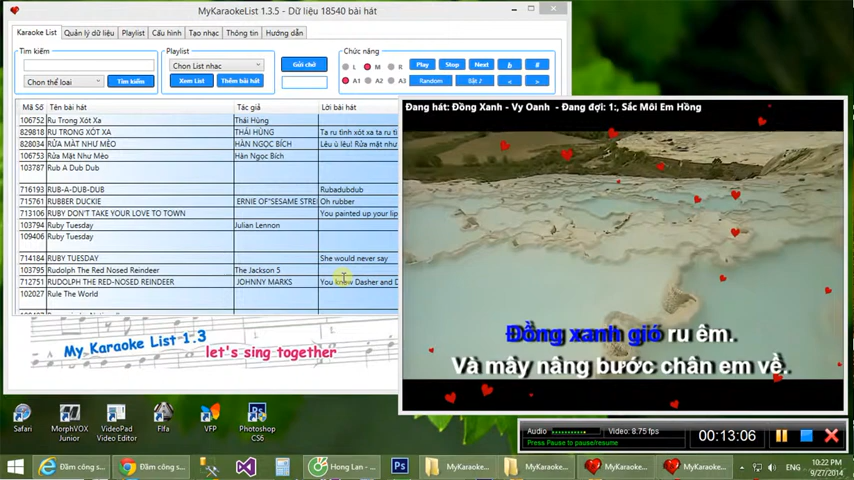 MyKaraokeList 1.3.5 - Dữ liệu 18540 bài hát
Karaoke List Quản lý dữ liệu Playlist Cấu hình Tạo nhạc Thông tin Hướng dẫn
Tìm kiếm
Chọn thể loại
Tìm kiếm
Playlist
Chọn List nhạc
Xem List
Thêm bài hát
Gửi chữ
Chức năng
L M R
A1 A2 A3
Play Stop Next b #
Random Bật ♪ < >
Mã Số Tên bài hát Tác giả Lời bài hát
106752 Ru Trong Xót Xa Thái Hùng
829818 RU TRONG XÓT XA THÁI HÙNG Ta ru tình xót xa ta ru t
828034 RỬA MẶT NHƯ MÈO HÀN NGỌC BÍCH Lêu ù lêu! Rửa mặt như
106753 Rửa Mặt Như Mèo Hàn Ngọc Bích
103787 Rub A Dub Dub
716193 RUB-A-DUB-DUB Rubadubdub
715761 RUBBER DUCKIE ERNIE OF"SESAME STRE Oh rubber
713106 RUBY DON'T TAKE YOUR LOVE TO TOWN You painted up your lip
103794 Ruby Tuesday Julian Lennon
109406 Ruby Tuesday
714184 RUBY TUESDAY She would never say
103795 Rudolph The Red Nosed Reindeer The Jackson 5
712751 RUDOLPH THE RED-NOSED REINDEER JOHNNY MARKS You know Dasher and D
102027 Rule The World
My Karaoke List 1.3
let's sing together
Đang hát: Đồng Xanh - Vy Oanh - Đang đợi: 1:, Sắc Môi Em Hồng
Đồng xanh gió ru êm.
Và mây nâng bước chân em về.
Safari
MorphVOX Junior
VideoPad Video Editor
Fifa
VFP
Photoshop CS6
Ps
Audio
Video: 8.75 fps
Press Pause to pause/resume
00:13:06
Đăm công s...
Đăm công s...
Hong Lan - ...
Ps
MyKaraoke...
MyKaraoke...
MyKaraoke...
MyKaraoke...
ENG
10:22 PM
9/27/2014